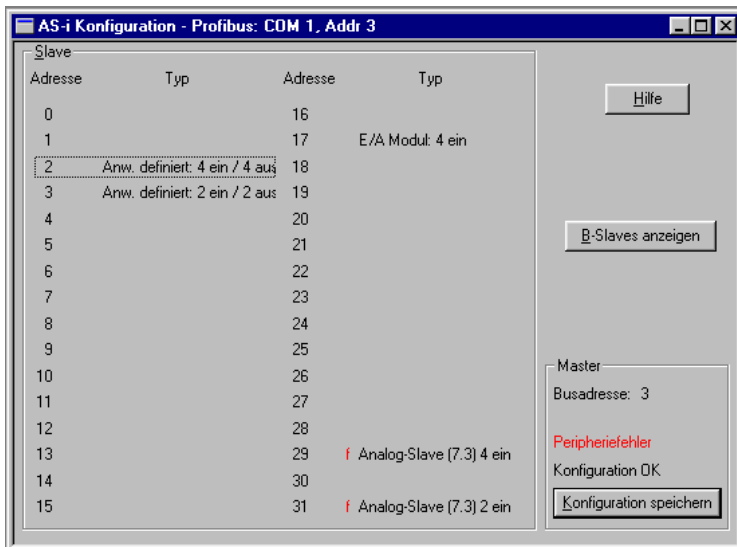 AS-i Konfiguration - Profibus: COM 1, Addr 3
Slave
Adresse Typ Adresse Typ
0 16
1 17 E/A Modul: 4 ein
2 Anw. definiert: 4 ein / 4 aus 18
3 Anw. definiert: 2 ein / 2 aus 19
4 20
5 21
6 22
7 23
8 24
9 25
10 26
11 27
12 28
13 29 f Analog-Slave (7.3) 4 ein
14 30
15 31 f Analog-Slave (7.3) 2 ein
Hilfe
B-Slaves anzeigen
Master
Busadresse: 3
Peripheriefehler
Konfiguration OK
Konfiguration speichern